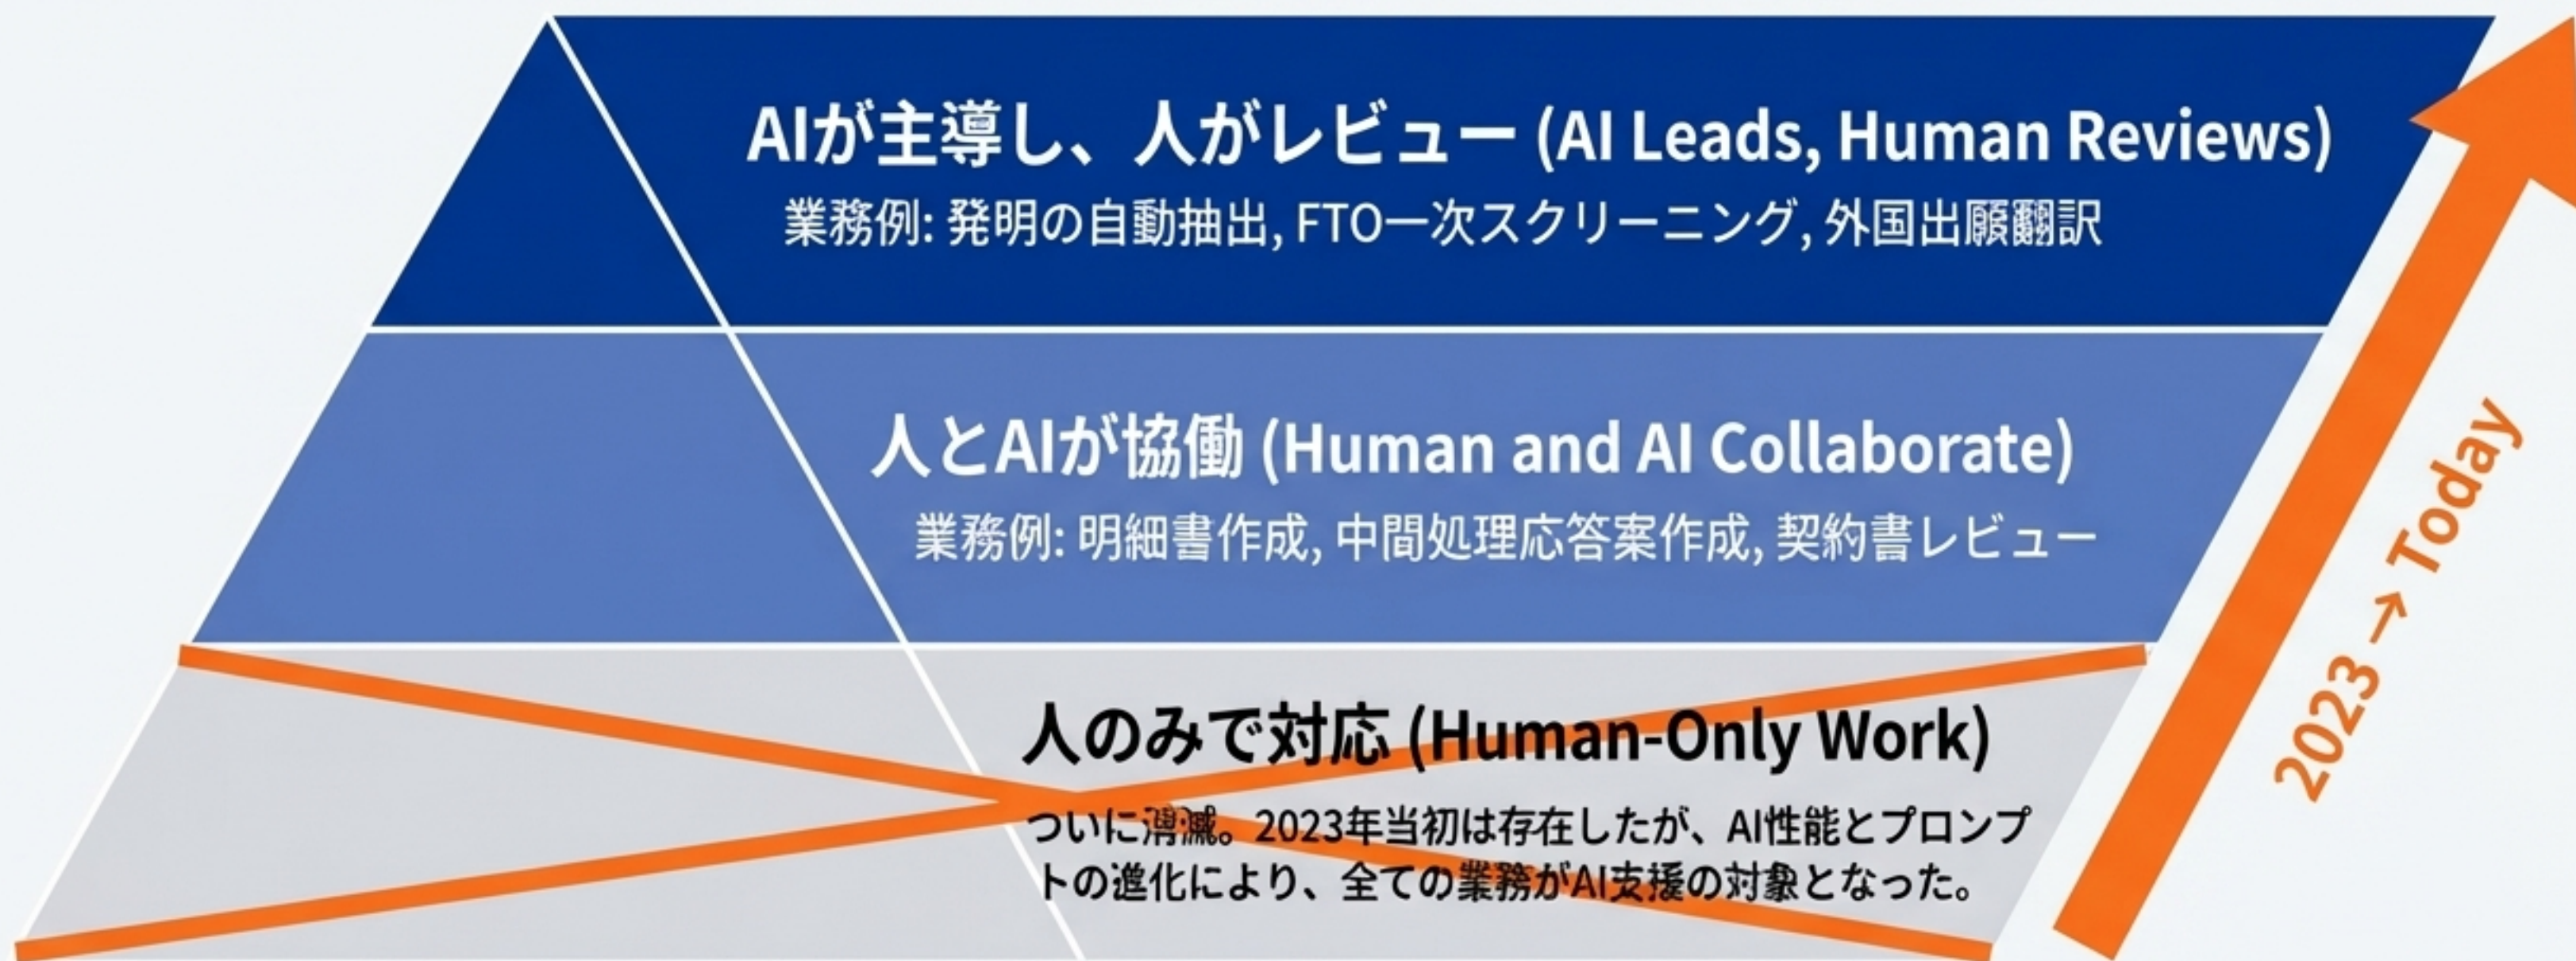 AIが主導し、人がレビュー (AI Leads, Human Reviews)
業務例: 発明の自動抽出, FTO一次スクリーニング, 外国出願翻訳
人とAIが協働 (Human and AI Collaborate)
業務例: 明細書作成, 中間処理応答案作成, 契約書レビュー
人のみで対応 (Human-Only Work)
ついに消滅。2023年当初は存在したが、AI性能とプロンプ
トの進化により、全ての業務がAI支援の対象となった。
2023 → Today